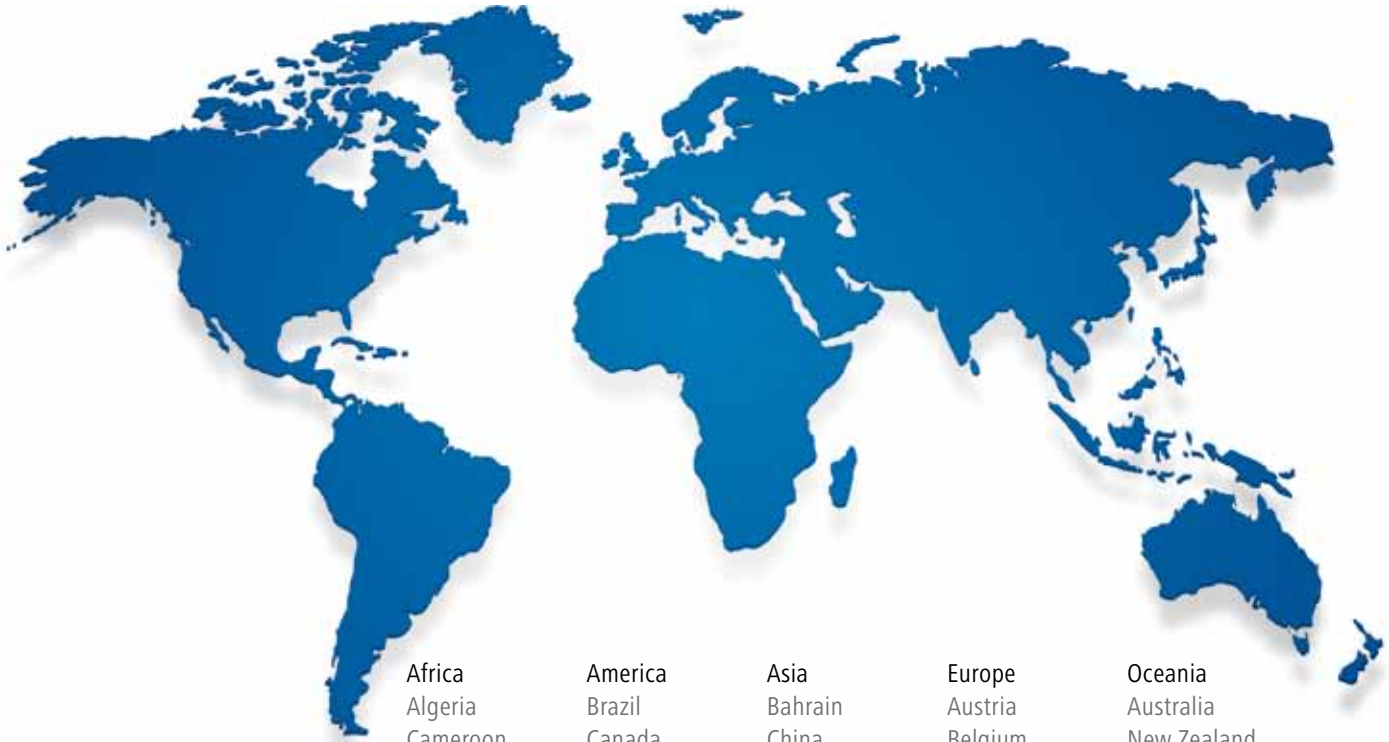 Africa America Asia Europe Oceania
Algeria Brazil Bahrain Austria Australia
Cameroon Canada China Belgium New Zealand